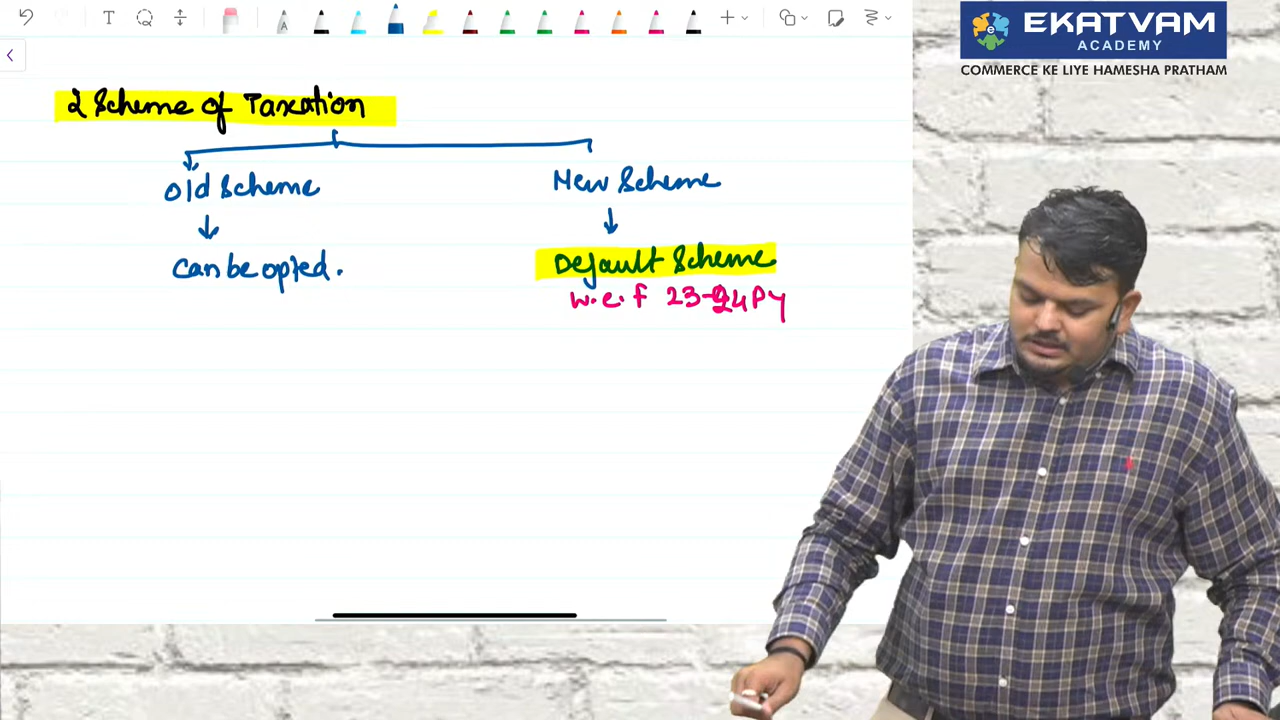 EKATVAM
ACADEMY
COMMERCE KE LIYE HAMESHA PRATHAM
2 Scheme of Taxation
Old Scheme
New Scheme
Can be opted.
Default Scheme
w.e.f 23-24 PY